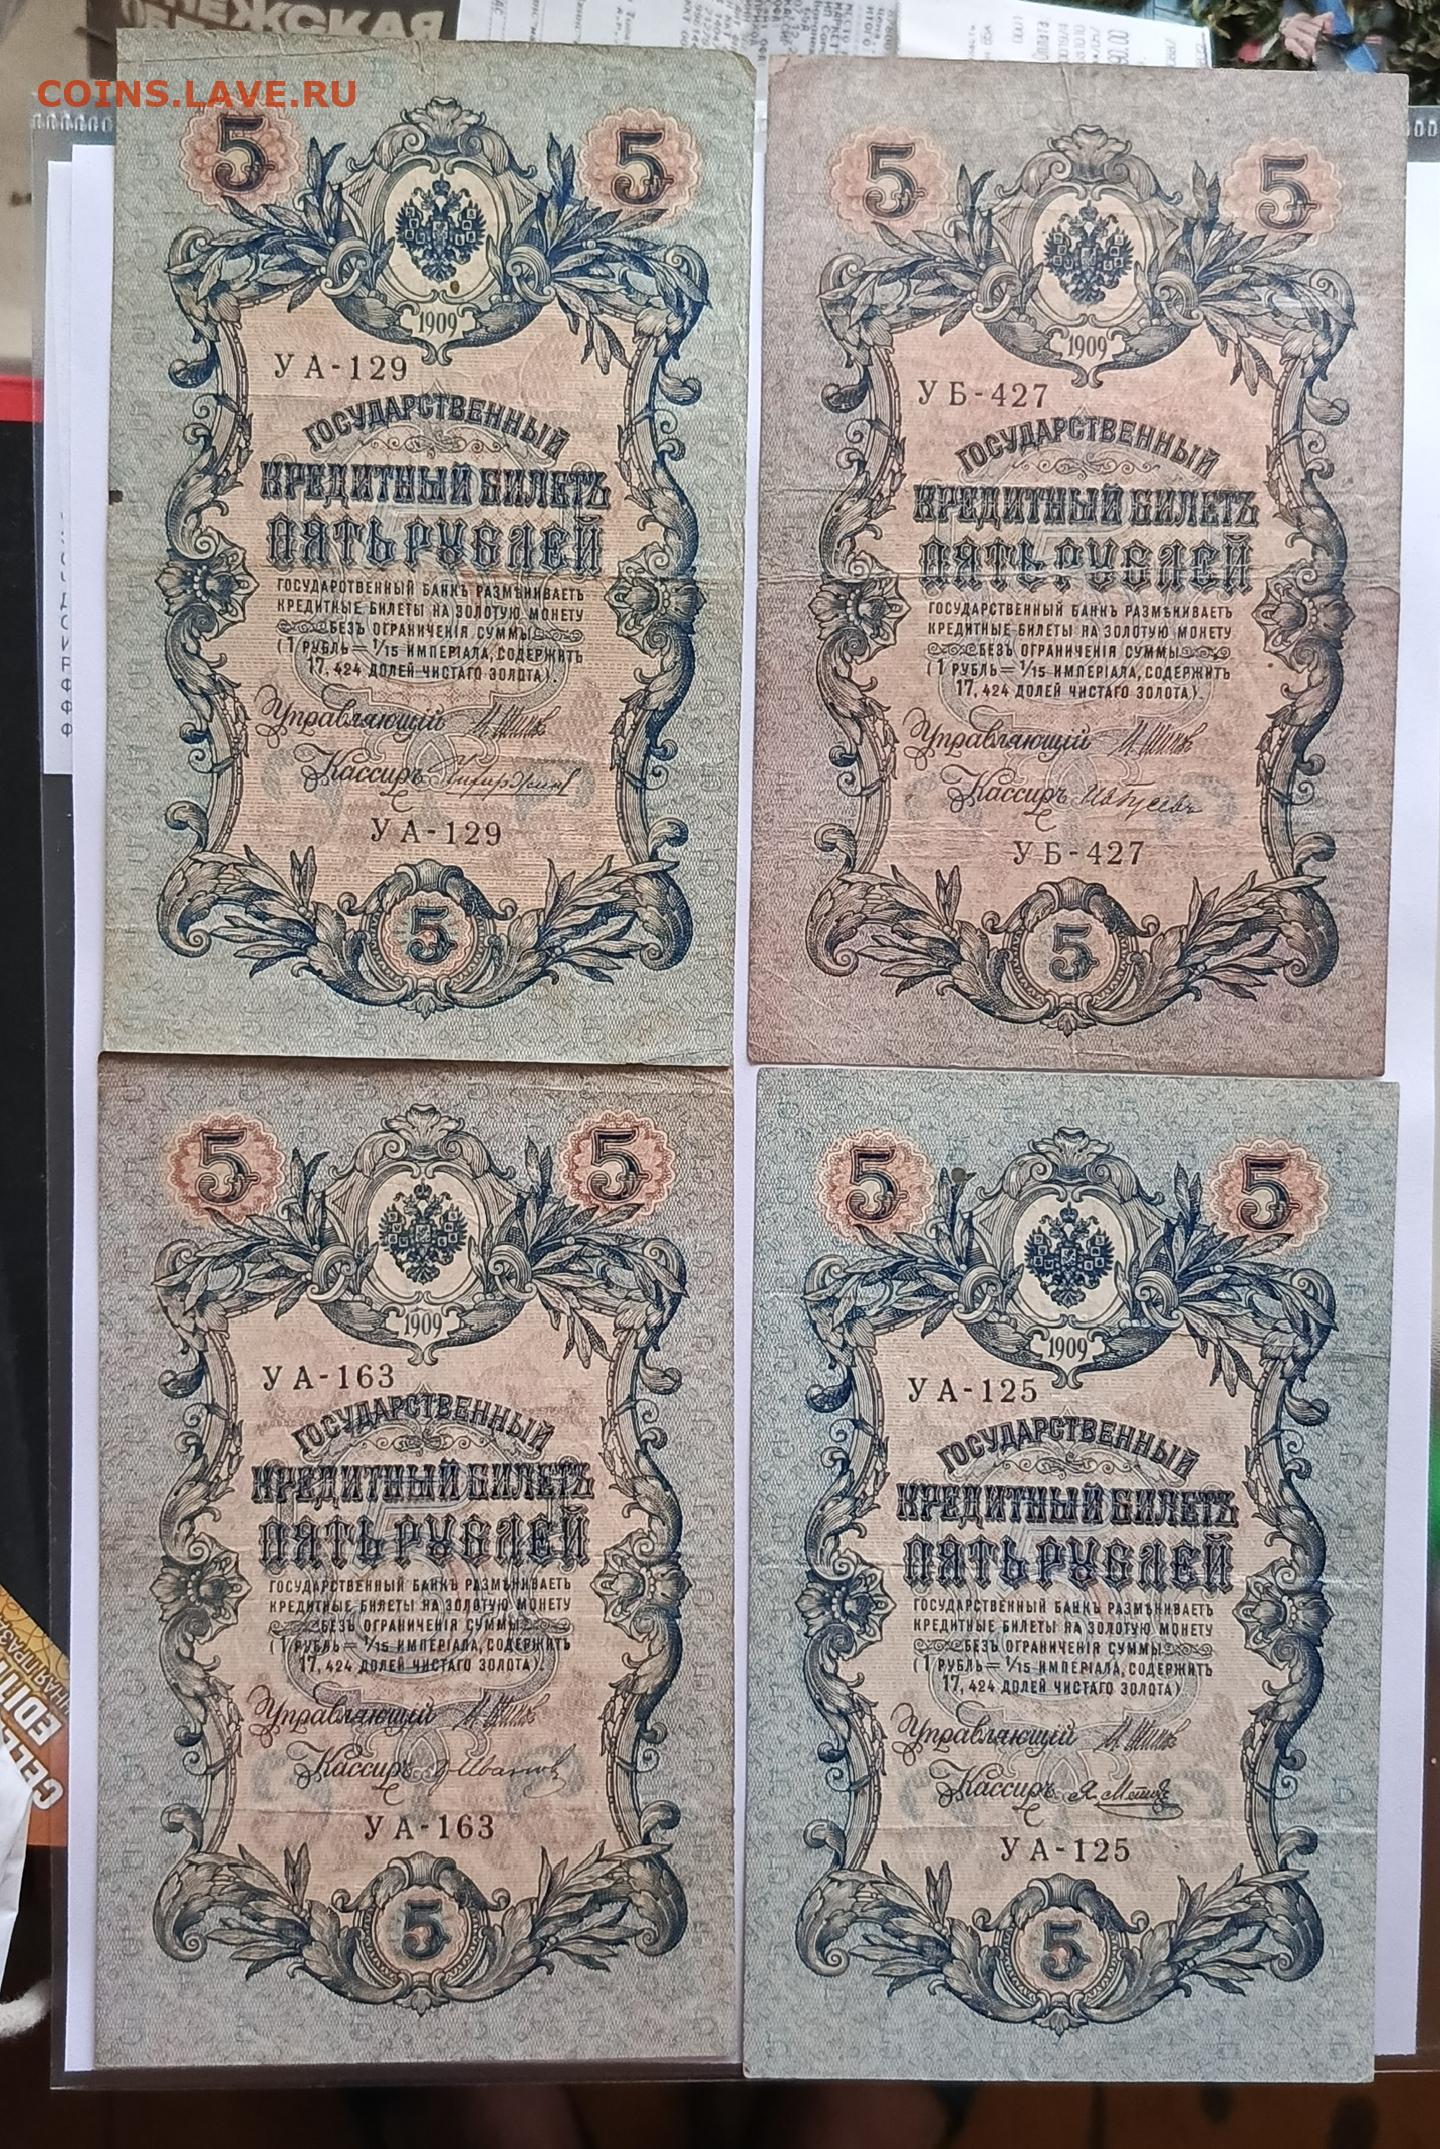 COINS.LAVE.RU
5 5
1909
УА-129
ГОСУДАРСТВЕННЫЙ
КРЕДИТНЫЙ БИЛЕТЪ
ПЯТЬ РУБЛЕЙ
ГОСУДАРСТВЕННЫЙ БАНКЪ РАЗМѢНИВАЕТЪ
КРЕДИТНЫЕ БИЛЕТЫ НА ЗОЛОТУЮ МОНЕТУ
БЕЗЪ ОГРАНИЧЕНІЯ СУММЫ
(1 РУБЛЬ = 1/15 ИМПЕРІАЛА, СОДЕРЖИТЪ
17,424 ДОЛЕЙ ЧИСТАГО ЗОЛОТА).
Управляющій И. Шипов
Кассиръ
УА-129
5
5 5
1909
УБ-427
ГОСУДАРСТВЕННЫЙ
КРЕДИТНЫЙ БИЛЕТЪ
ПЯТЬ РУБЛЕЙ
ГОСУДАРСТВЕННЫЙ БАНКЪ РАЗМѢНИВАЕТЪ
КРЕДИТНЫЕ БИЛЕТЫ НА ЗОЛОТУЮ МОНЕТУ
БЕЗЪ ОГРАНИЧЕНІЯ СУММЫ
(1 РУБЛЬ = 1/15 ИМПЕРІАЛА, СОДЕРЖИТЪ
17,424 ДОЛЕЙ ЧИСТАГО ЗОЛОТА).
Управляющій И. Шипов
Кассиръ
УБ-427
5
5 5
1909
УА-163
ГОСУДАРСТВЕННЫЙ
КРЕДИТНЫЙ БИЛЕТЪ
ПЯТЬ РУБЛЕЙ
ГОСУДАРСТВЕННЫЙ БАНКЪ РАЗМѢНИВАЕТЪ
КРЕДИТНЫЕ БИЛЕТЫ НА ЗОЛОТУЮ МОНЕТУ
БЕЗЪ ОГРАНИЧЕНІЯ СУММЫ
(1 РУБЛЬ = 1/15 ИМПЕРІАЛА, СОДЕРЖИТЪ
17,424 ДОЛЕЙ ЧИСТАГО ЗОЛОТА).
Управляющій И. Шипов
Кассиръ
УА-163
5
5 5
1909
УА-125
ГОСУДАРСТВЕННЫЙ
КРЕДИТНЫЙ БИЛЕТЪ
ПЯТЬ РУБЛЕЙ
ГОСУДАРСТВЕННЫЙ БАНКЪ РАЗМѢНИВАЕТЪ
КРЕДИТНЫЕ БИЛЕТЫ НА ЗОЛОТУЮ МОНЕТУ
БЕЗЪ ОГРАНИЧЕНІЯ СУММЫ
(1 РУБЛЬ = 1/15 ИМПЕРІАЛА, СОДЕРЖИТЪ
17,424 ДОЛЕЙ ЧИСТАГО ЗОЛОТА)
Управляющій И. Шипов
Кассиръ
УА-125
5